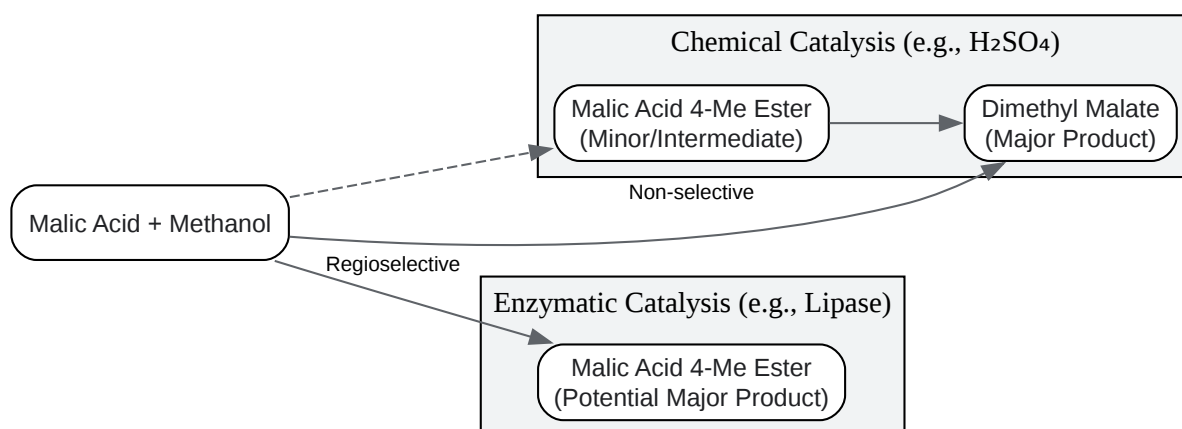 Chemical Catalysis (e.g., H₂SO₄)
Malic Acid 4-Me Ester
(Minor/Intermediate)
Dimethyl Malate
(Major Product)
Non-selective
Malic Acid + Methanol
Regioselective
Enzymatic Catalysis (e.g., Lipase)
Malic Acid 4-Me Ester
(Potential Major Product)